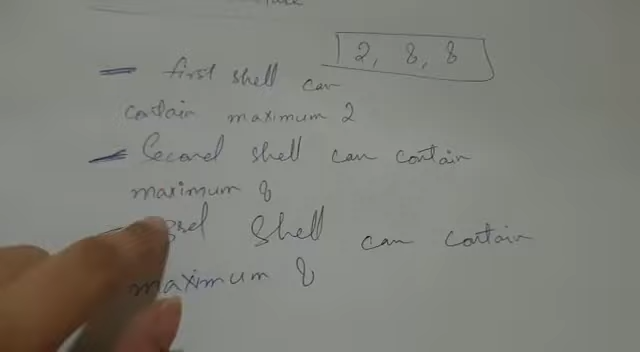 2, 8, 8
first shell can
contain maximum 2
Second shell can contain
maximum 8
shell can contain
maximum 8